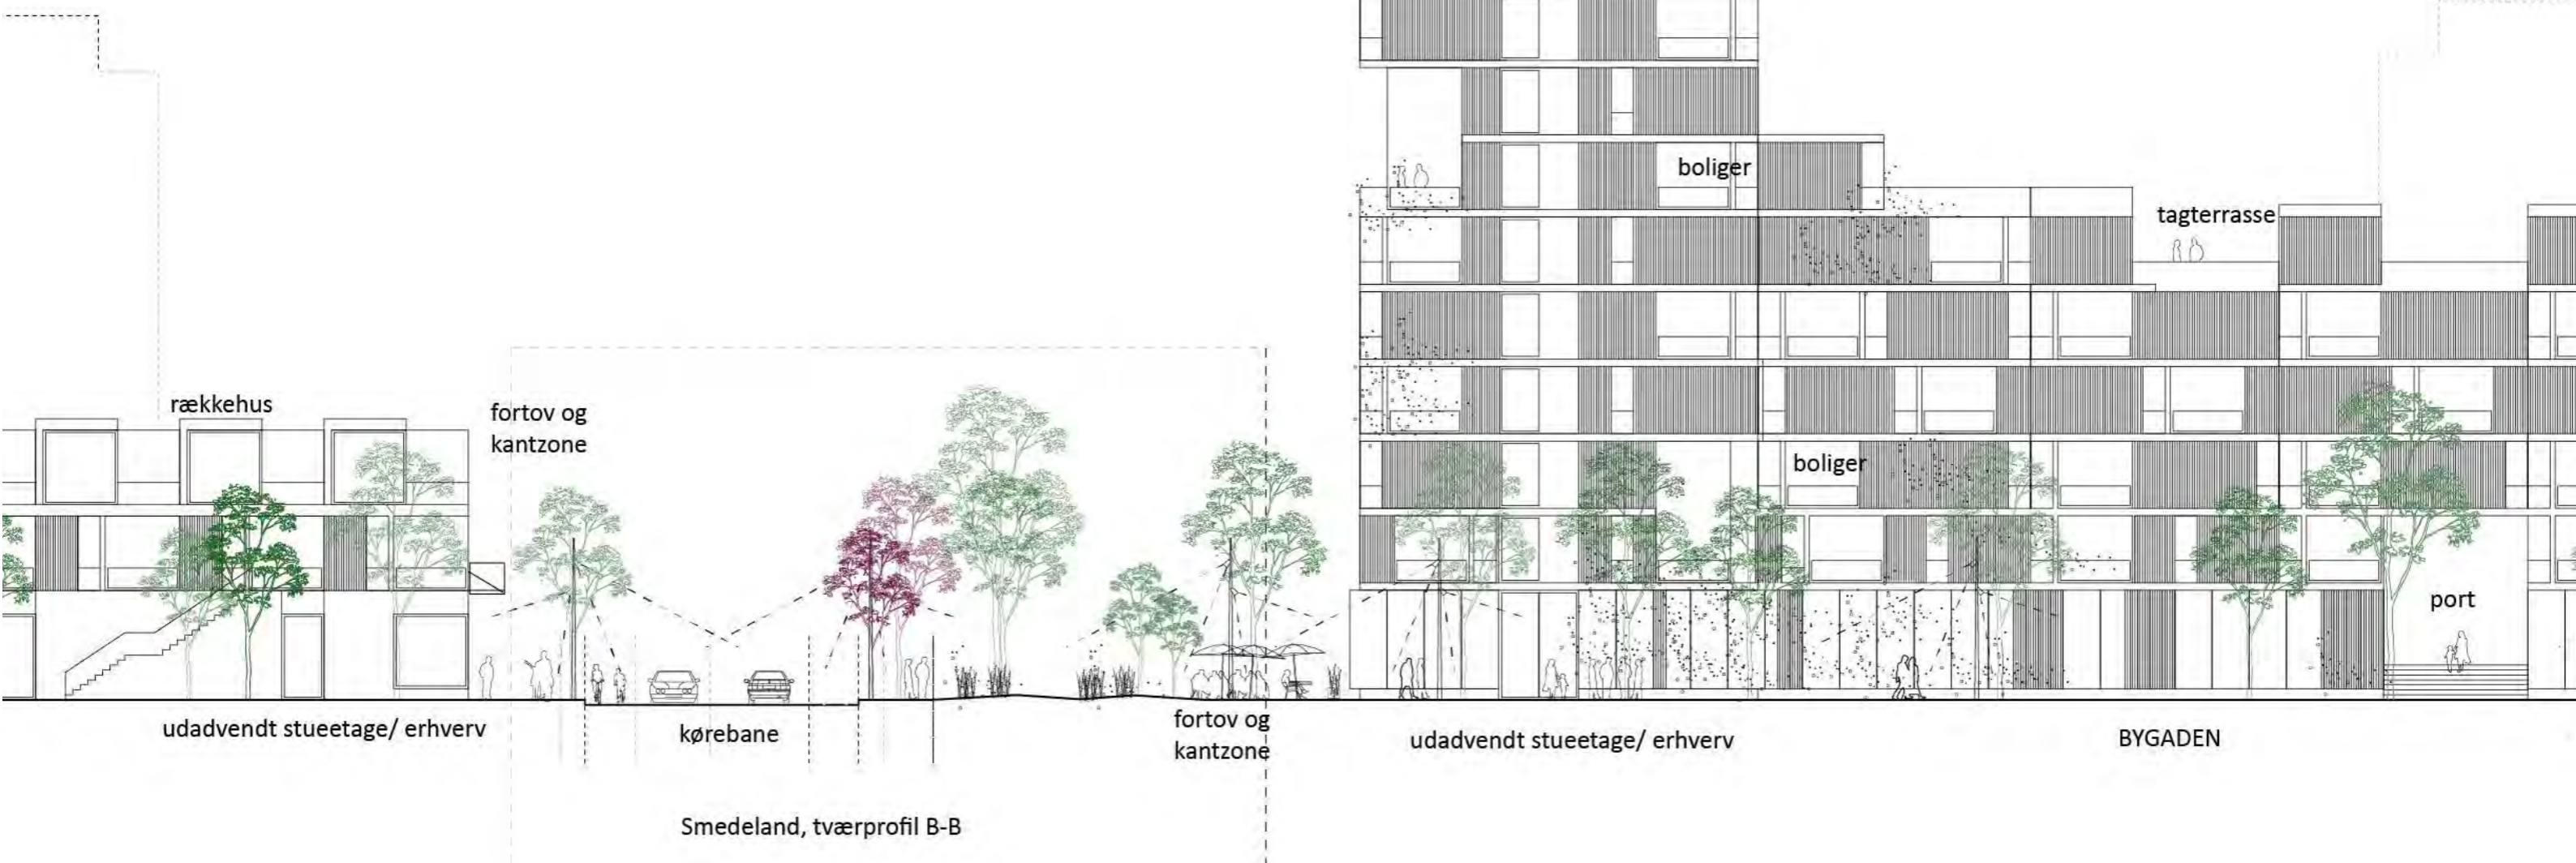 boliger
tagterrasse
rækkehus
fortov og
kantzone
boliger
port
udadvendt stueetage/ erhverv
kørebane
fortov og
kantzone
udadvendt stueetage/ erhverv
BYGADEN
Smedeland, tværprofil B-B